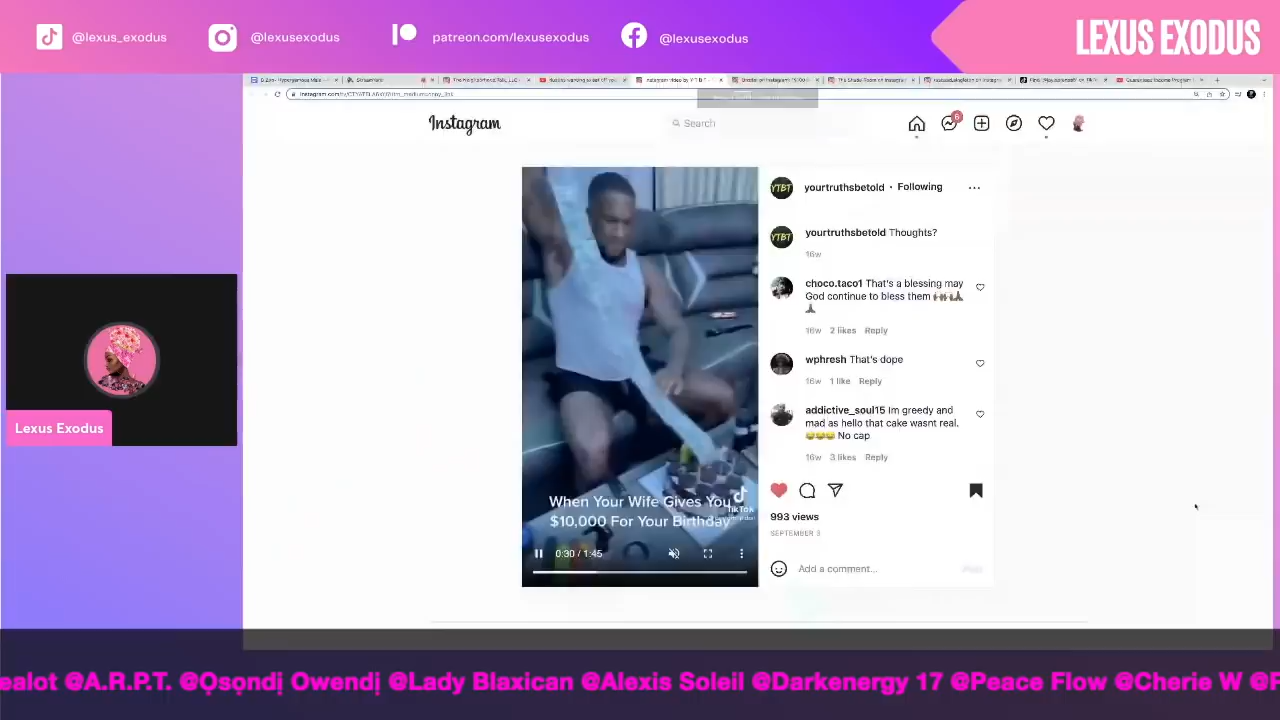 @lexus_exodus
@lexusexodus
patreon.com/lexusexodus
@lexusexodus
LEXUS EXODUS
Instagram
Search
6
yourtruthsbetold • Following
YTBT
yourtruthsbetold Thoughts?
YTBT
16w
choco.taco1 That's a blessing may
God continue to bless them
16w 2 likes Reply
wphresh That's dope
16w 1 like Reply
addictive_soul15 Im greedy and
mad as hello that cake wasnt real.
No cap
16w 3 likes Reply
993 views
SEPTEMBER 3
Add a comment...
When Your Wife Gives You
$10,000 For Your Birthday
TikTok
0:30 / 1:45
Lexus Exodus
ealot @A.R.P.T. @Ọsọndị Owendị @Lady Blaxican @Alexis Soleil @Darkenergy 17 @Peace Flow @Cherie W